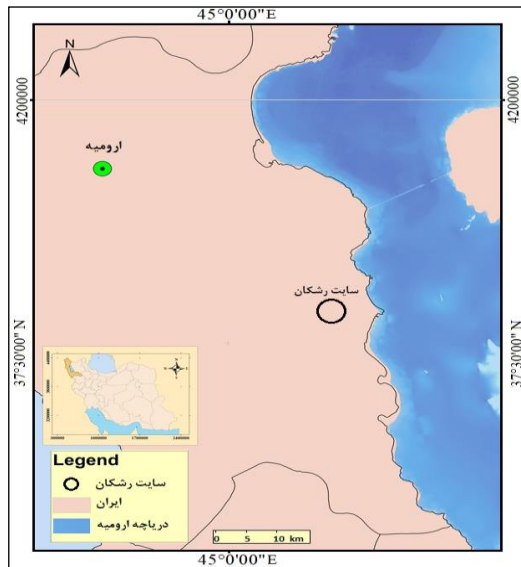 45°0'0"E
N
4200000
4200000
ارومیه
سایت رشکان
37°30'00" N
37°30'00" N
Legend
سایت رشکان
ایران
دریاچه ارومیه
0 5 10 km
45°0'00"E